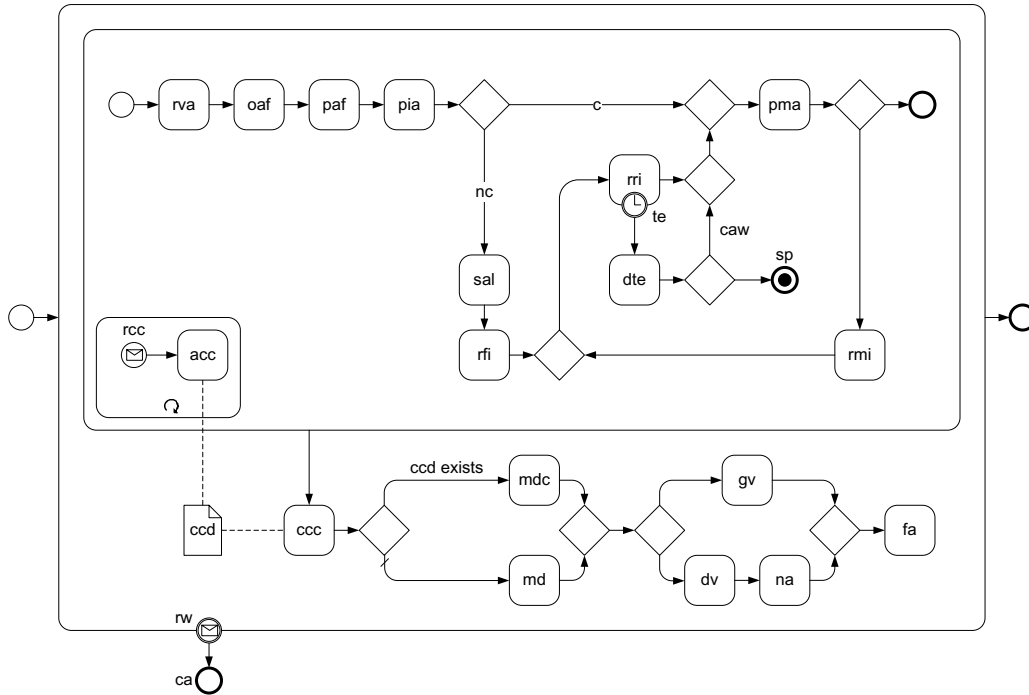 rva
oaf
paf
pia
c
pma
nc
rri
te
caw
sal
dte
sp
rcc
acc
rfi
rmi
ccd exists
mdc
gv
ccd
ccc
fa
md
dv
na
rw
ca